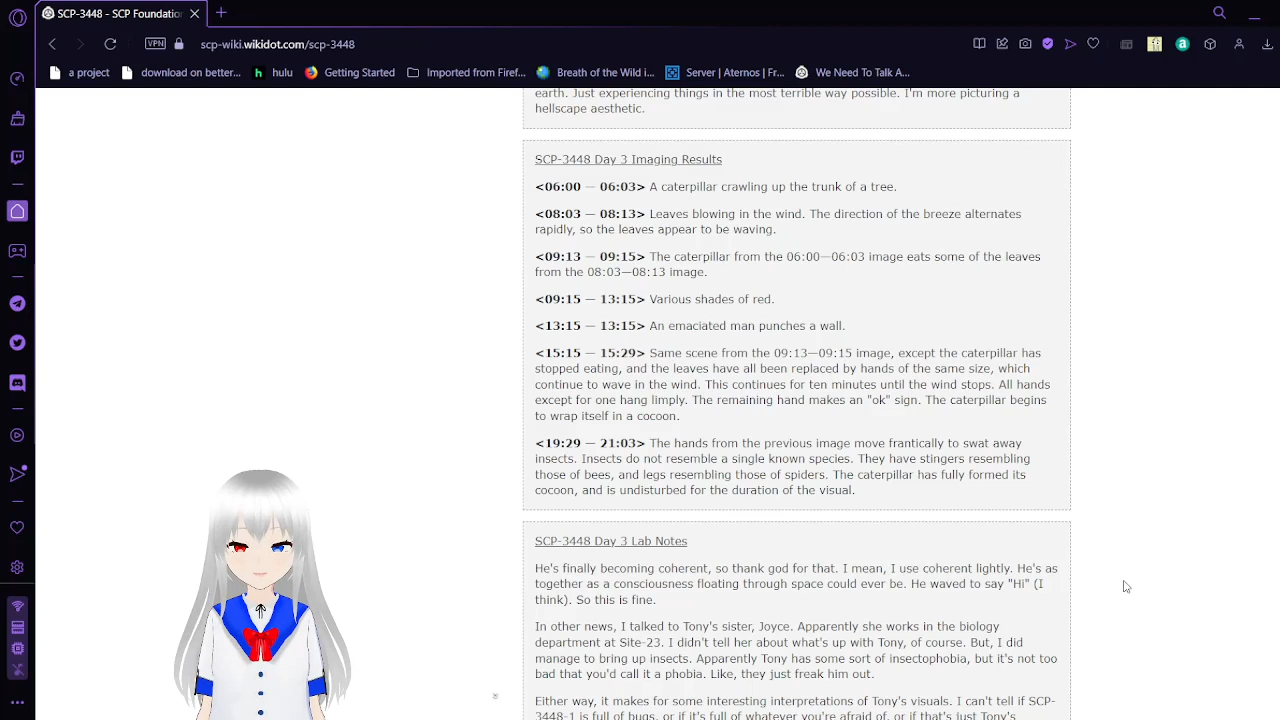 SCP-3448 - SCP Foundation
VPN
scp-wiki.wikidot.com/scp-3448
a project
download on better...
hulu
Getting Started
Imported from Firef...
Breath of the Wild i...
Server | Aternos | Fr...
We Need To Talk A...
earth. Just experiencing things in the most terrible way possible. I'm more picturing a
hellscape aesthetic.
SCP-3448 Day 3 Imaging Results
<06:00 — 06:03> A caterpillar crawling up the trunk of a tree.
<08:03 — 08:13> Leaves blowing in the wind. The direction of the breeze alternates
rapidly, so the leaves appear to be waving.
<09:13 — 09:15> The caterpillar from the 06:00—06:03 image eats some of the leaves
from the 08:03—08:13 image.
<09:15 — 13:15> Various shades of red.
<13:15 — 13:15> An emaciated man punches a wall.
<15:15 — 15:29> Same scene from the 09:13—09:15 image, except the caterpillar has
stopped eating, and the leaves have all been replaced by hands of the same size, which
continue to wave in the wind. This continues for ten minutes until the wind stops. All hands
except for one hang limply. The remaining hand makes an "ok" sign. The caterpillar begins
to wrap itself in a cocoon.
<19:29 — 21:03> The hands from the previous image move frantically to swat away
insects. Insects do not resemble a single known species. They have stingers resembling
those of bees, and legs resembling those of spiders. The caterpillar has fully formed its
cocoon, and is undisturbed for the duration of the visual.
SCP-3448 Day 3 Lab Notes
He's finally becoming coherent, so thank god for that. I mean, I use coherent lightly. He's as
together as a consciousness floating through space could ever be. He waved to say "Hi" (I
think). So this is fine.
In other news, I talked to Tony's sister, Joyce. Apparently she works in the biology
department at Site-23. I didn't tell her about what's up with Tony, of course. But, I did
manage to bring up insects. Apparently Tony has some sort of insectophobia, but it's not too
bad that you'd call it a phobia. Like, they just freak him out.
Either way, it makes for some interesting interpretations of Tony's visuals. I can't tell if SCP-
3448-1 is full of bugs, or if it's full of whatever you're afraid of, or if that's just Tony's